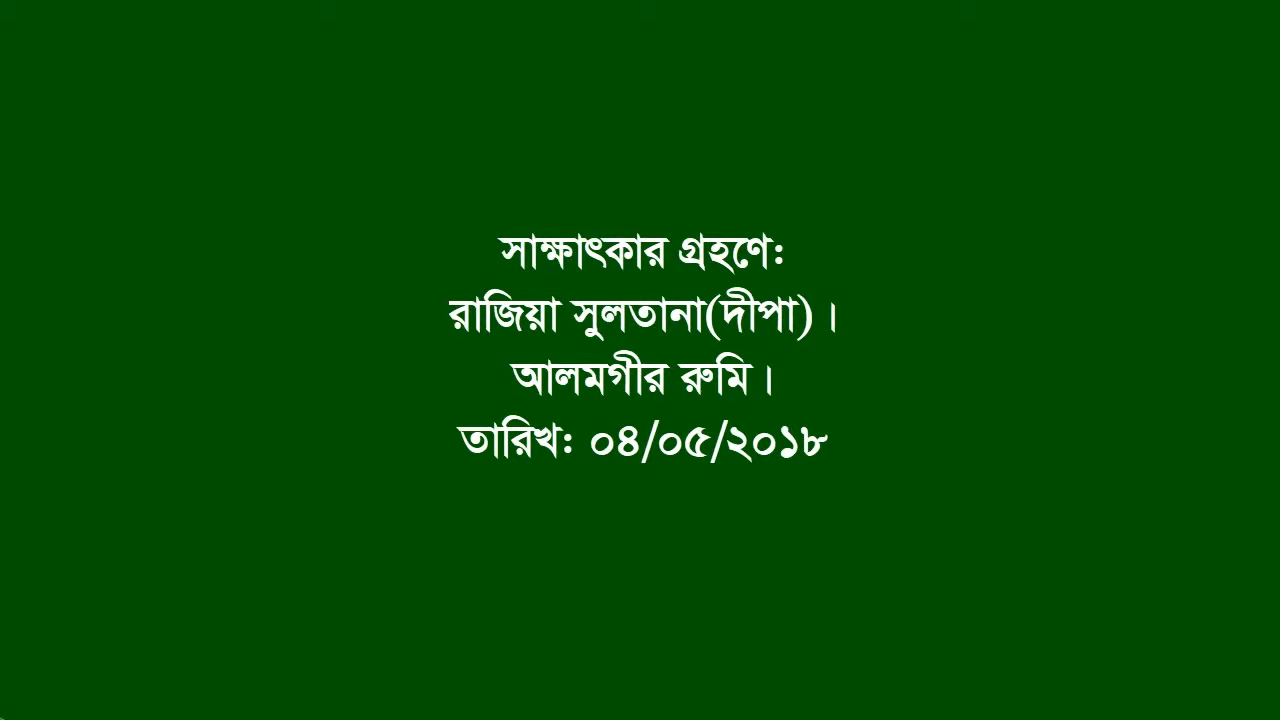 সাক্ষাৎকার গ্রহণে:
রাজিয়া সুলতানা(দীপা)।
আলমগীর রুমি।
তারিখ: ০৪/০৫/২০১৮